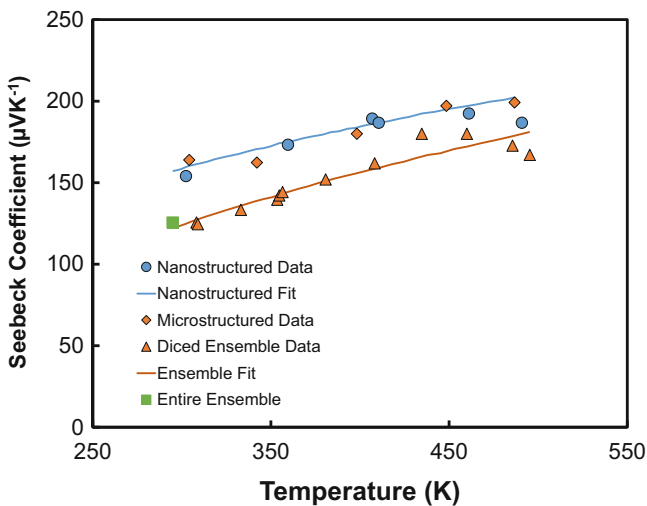 250
200
150
100
50
0
Seebeck Coefficient (µVK⁻¹)
Nanostructured Data
Nanostructured Fit
Microstructured Data
Diced Ensemble Data
Ensemble Fit
Entire Ensemble
250 350 450 550
Temperature (K)